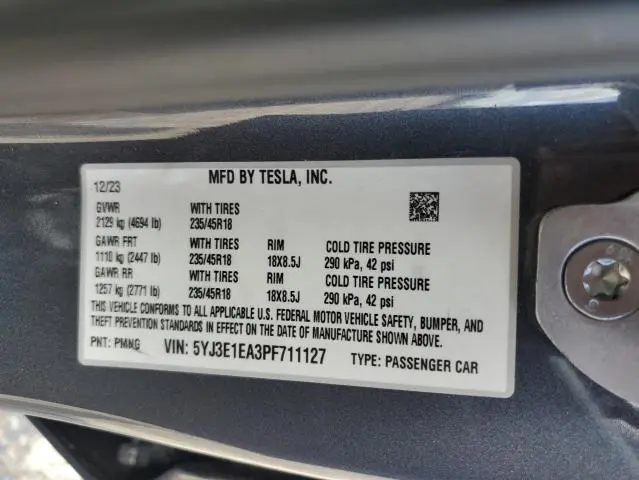 MFD BY TESLA, INC.
12/23
GVWR WITH TIRES
2129 kg (4694 lb) 235/45R18
GAWR FRT WITH TIRES RIM COLD TIRE PRESSURE
1110 kg (2447 lb) 235/45R18 18X8.5J 290 kPa, 42 psi
GAWR RR WITH TIRES RIM COLD TIRE PRESSURE
1257 kg (2771 lb) 235/45R18 18X8.5J 290 kPa, 42 psi
THIS VEHICLE CONFORMS TO ALL APPLICABLE U.S. FEDERAL MOTOR VEHICLE SAFETY, BUMPER, AND
THEFT PREVENTION STANDARDS IN EFFECT ON THE DATE OF MANUFACTURE SHOWN ABOVE.
PNT: PMNG VIN: 5YJ3E1EA3PF711127 TYPE: PASSENGER CAR